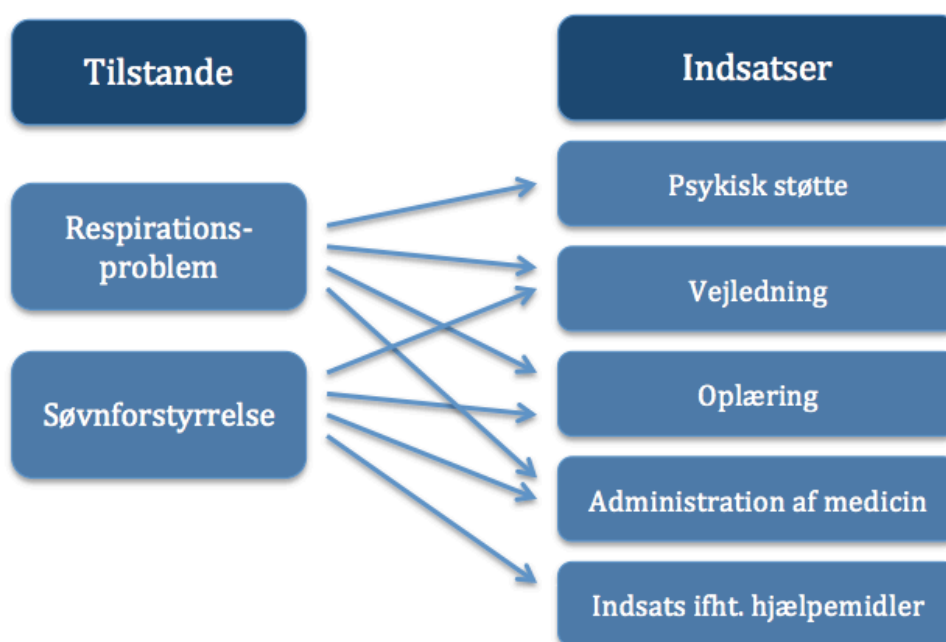 Tilstande
Respirations-
problem
Søvnforstyrrelse
Indsatser
Psykisk støtte
Vejledning
Oplæring
Administration af medicin
Indsats ifht. hjælpemidler